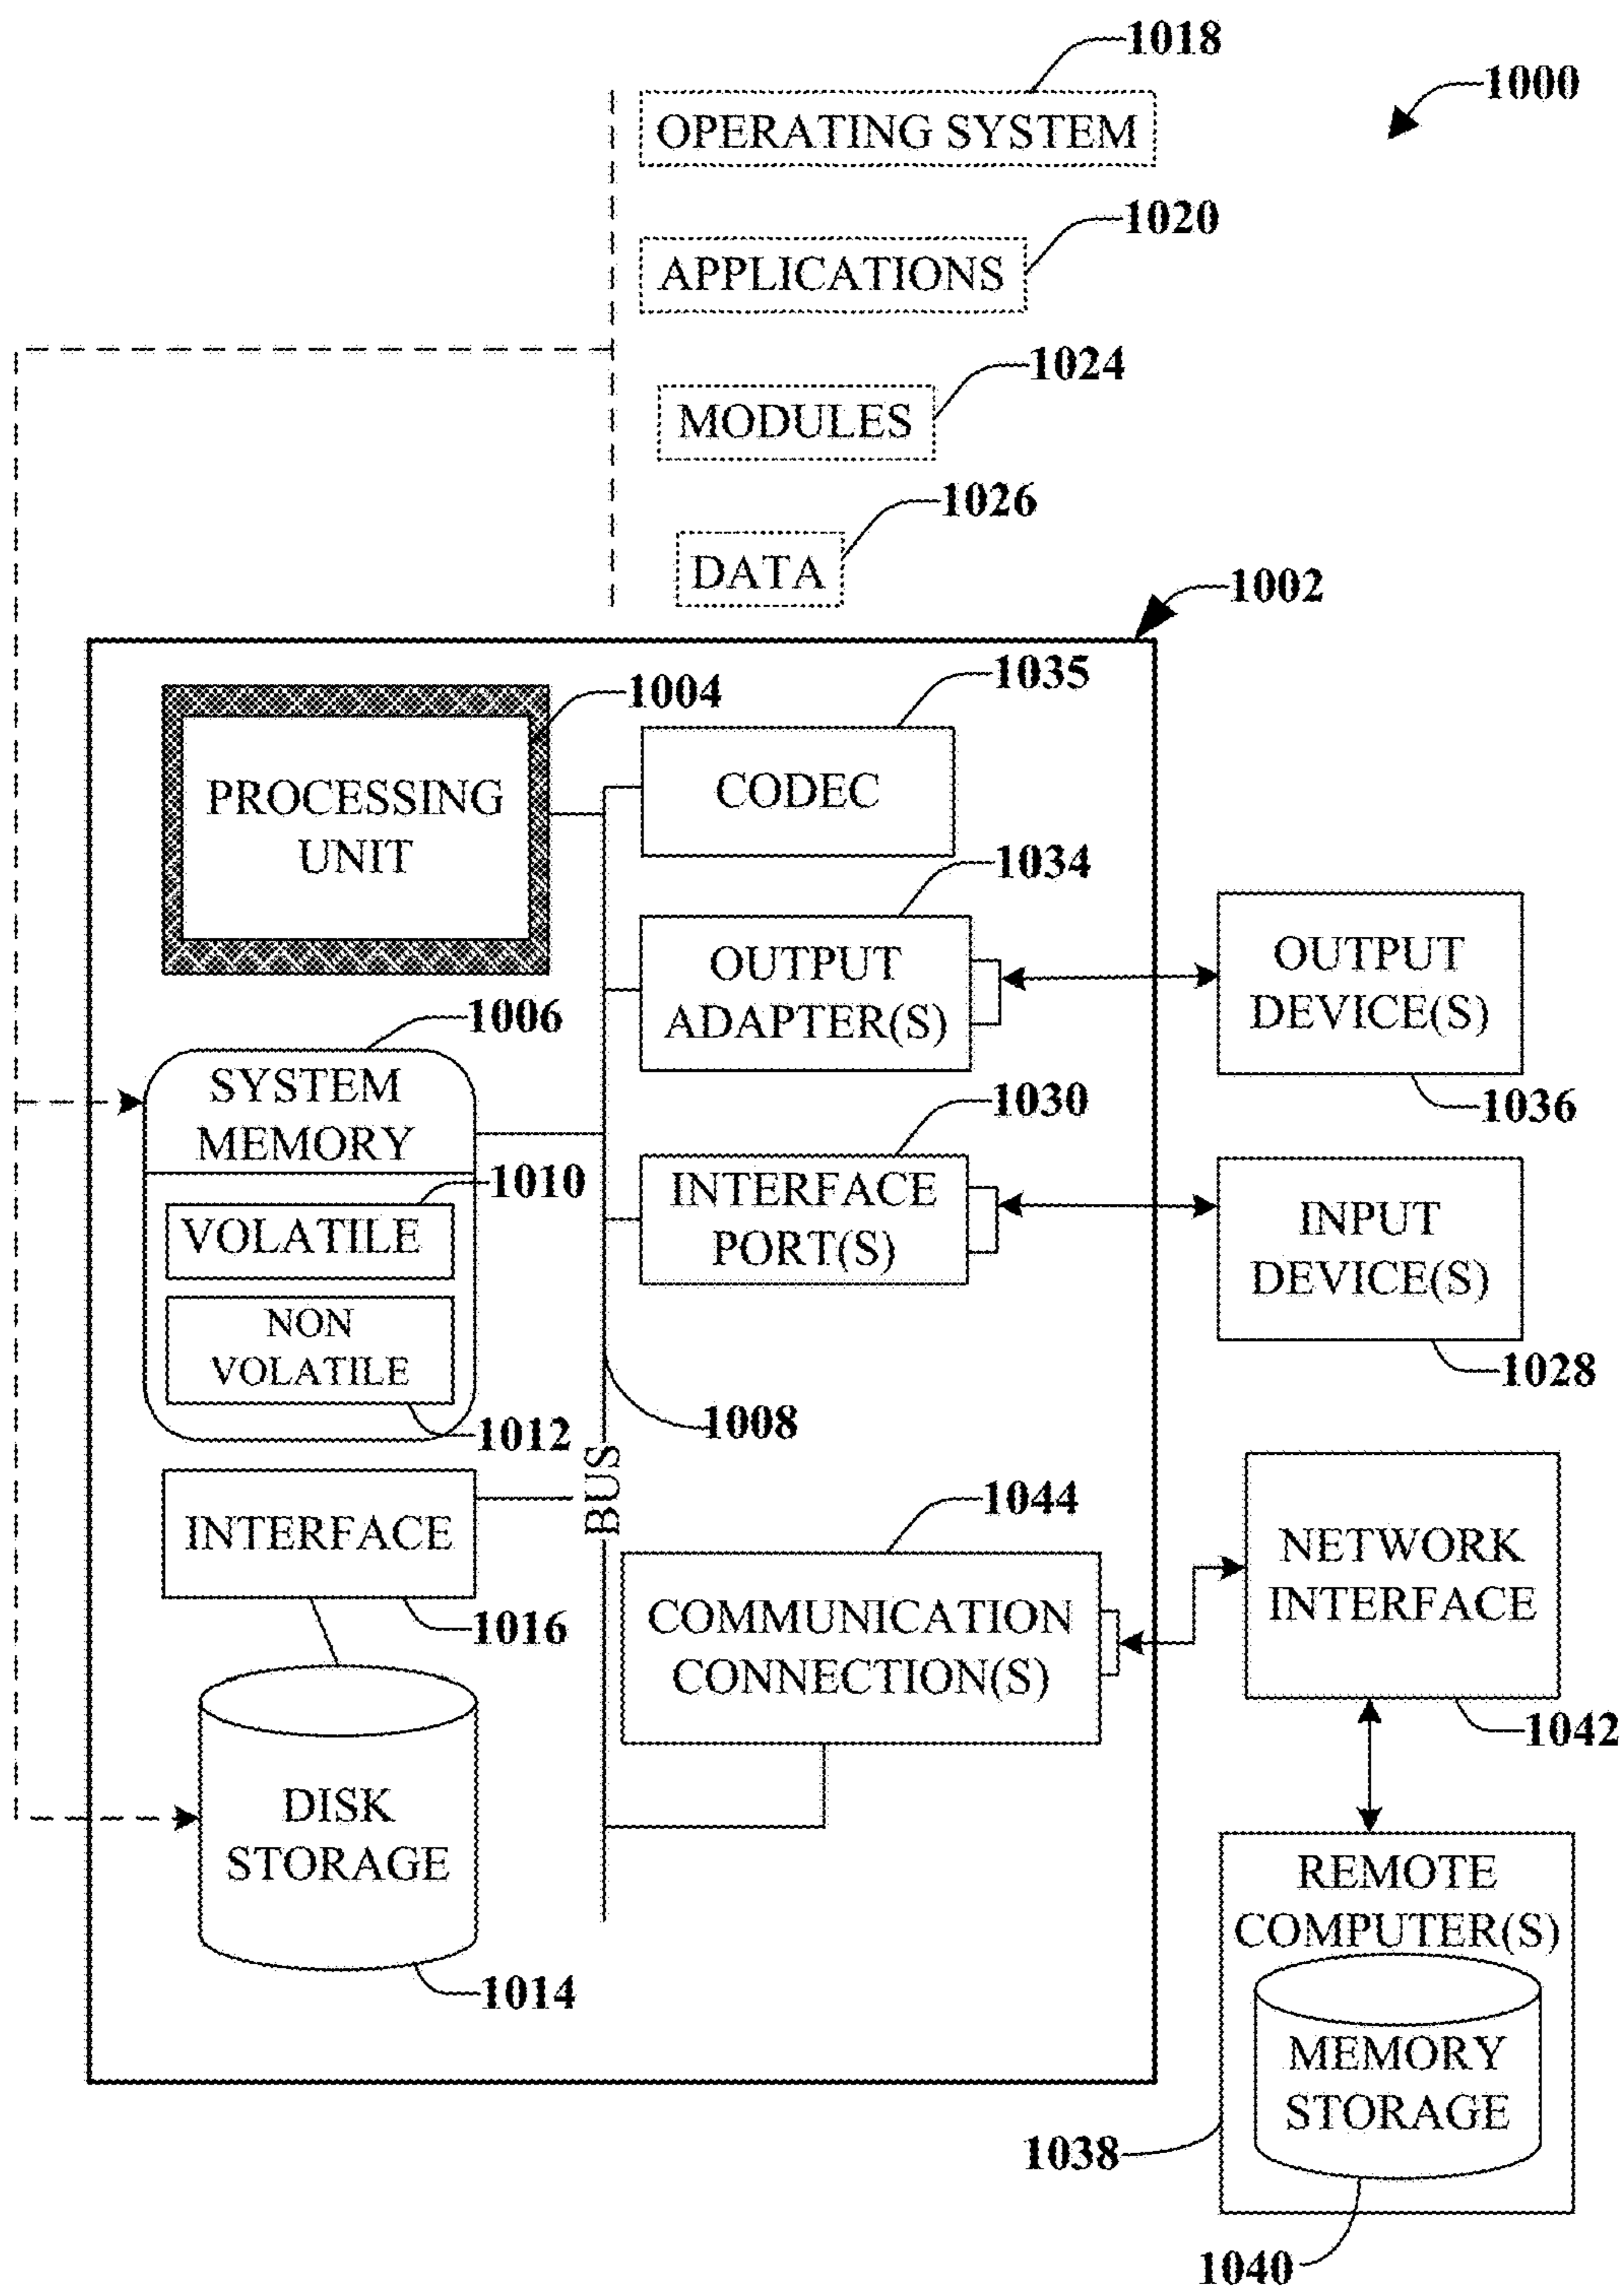 1018
1000
OPERATING SYSTEM
1020
APPLICATIONS
1024
MODULES
1026
DATA
1002
1004
1035
PROCESSING
UNIT
CODEC
1034
OUTPUT
ADAPTER(S)
OUTPUT
DEVICE(S)
1036
1006
SYSTEM
MEMORY
1030
INTERFACE
PORT(S)
INPUT
DEVICE(S)
1028
1010
VOLATILE
NON
VOLATILE
1012
1008
BUS
INTERFACE
1016
1044
COMMUNICATION
CONNECTION(S)
NETWORK
INTERFACE
1042
DISK
STORAGE
1014
REMOTE
COMPUTER(S)
MEMORY
STORAGE
1038
1040